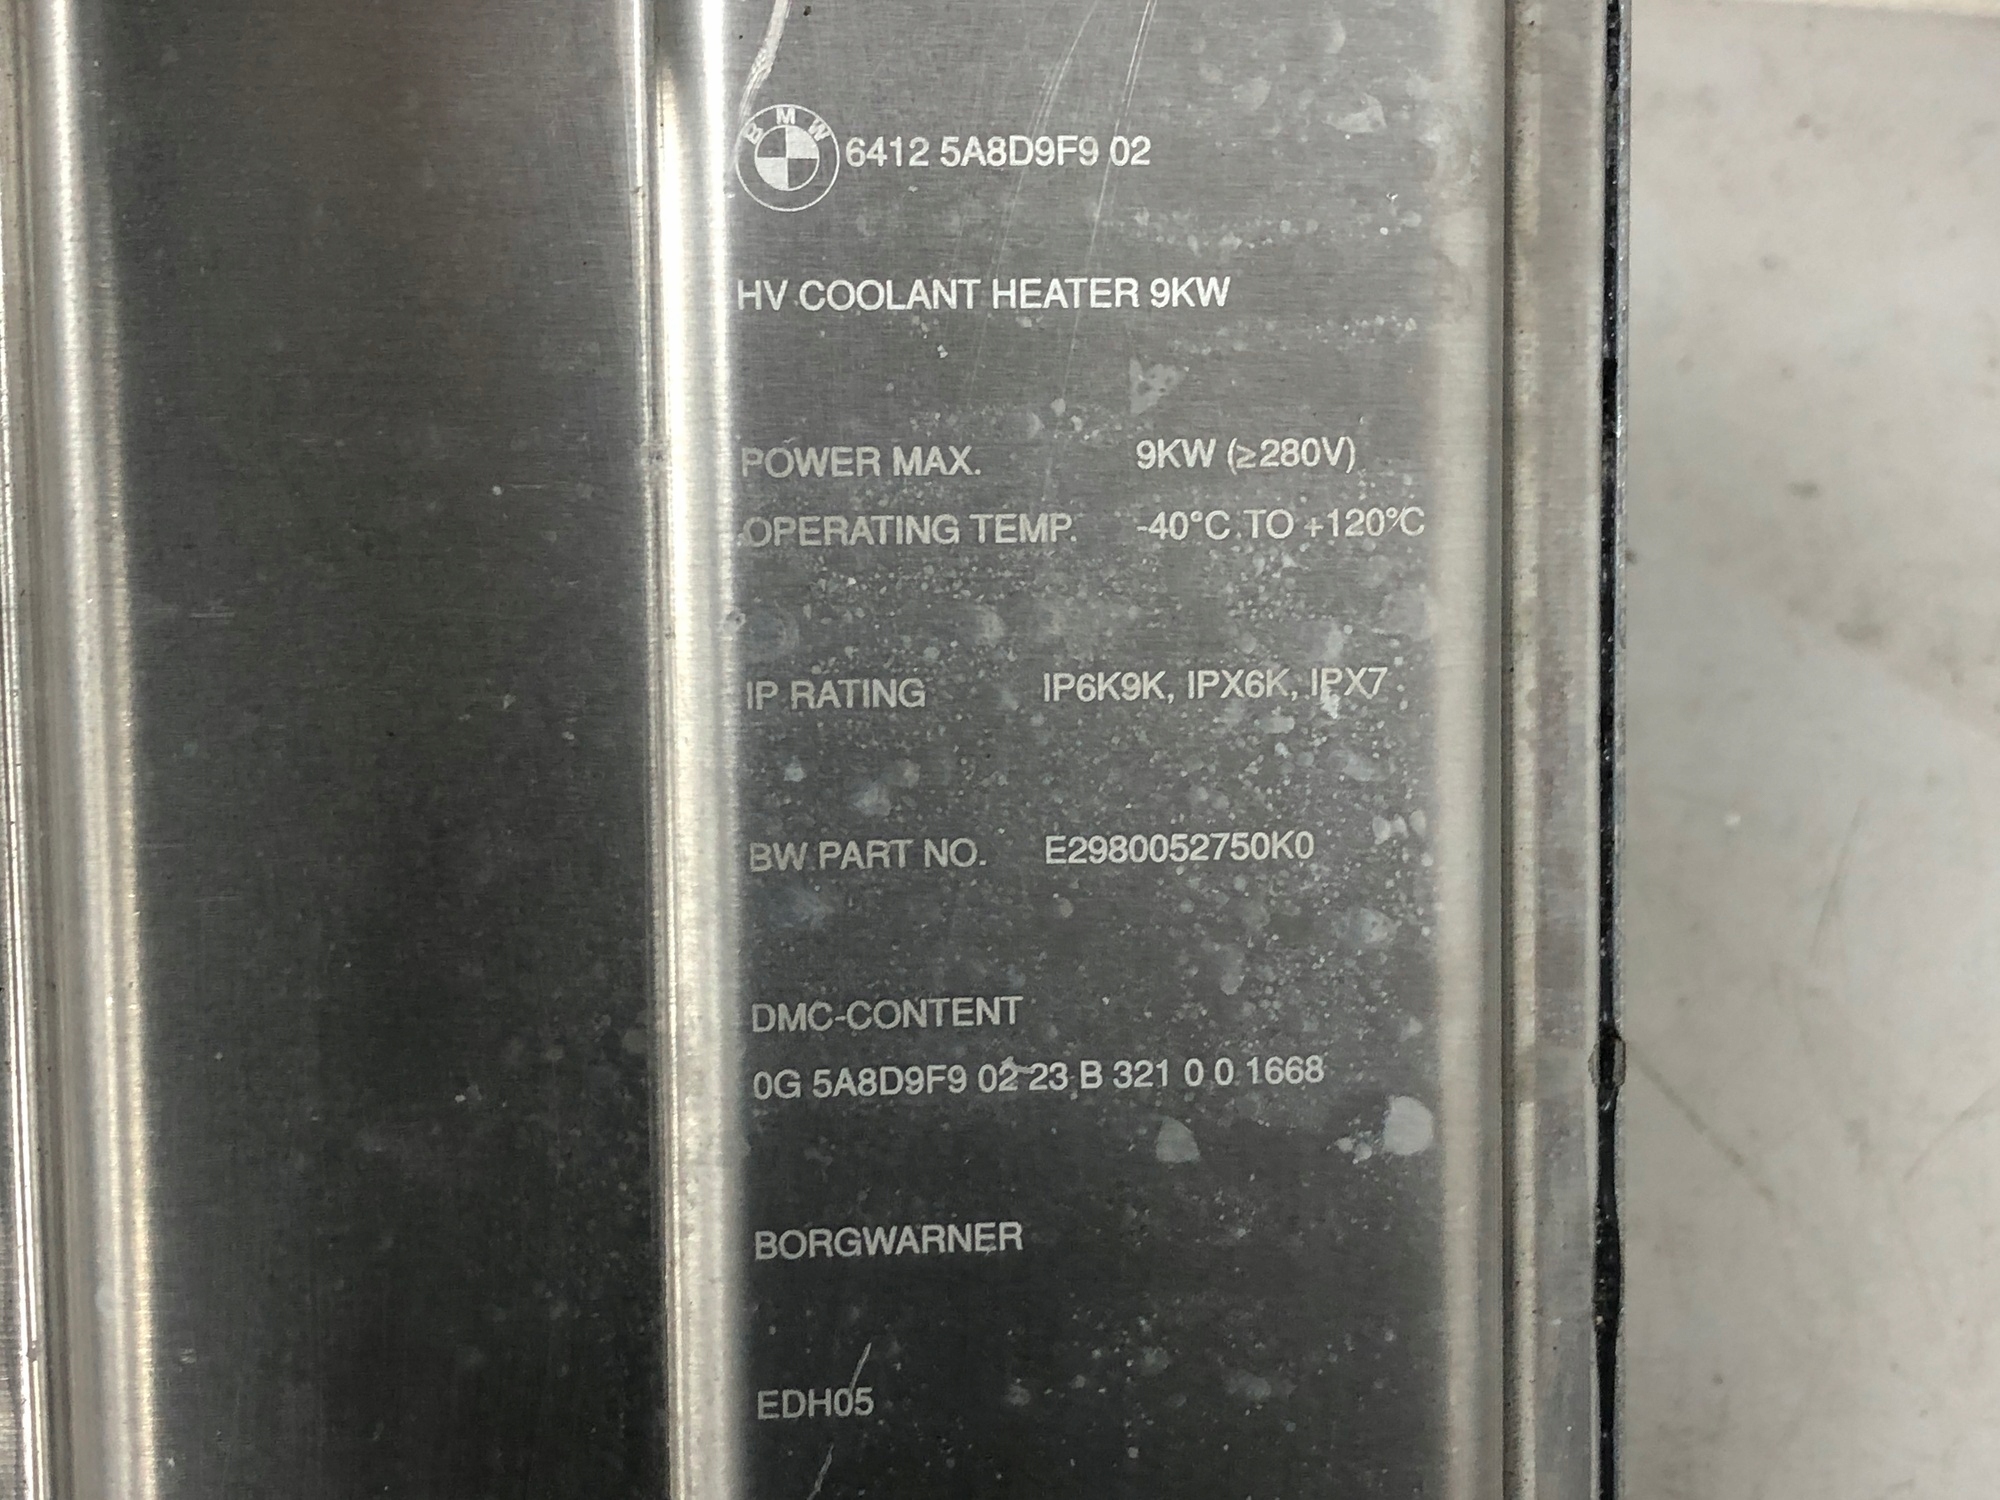 BMW
6412 5A8D9F9 02
HV COOLANT HEATER 9KW
POWER MAX. 9KW (≥280V)
OPERATING TEMP. -40°C TO +120°C
IP RATING IP6K9K, IPX6K, IPX7
BW PART NO. E2980052750K0
DMC-CONTENT
0G 5A8D9F9 02 23 B 321 0 0 1668
BORGWARNER
EDH05